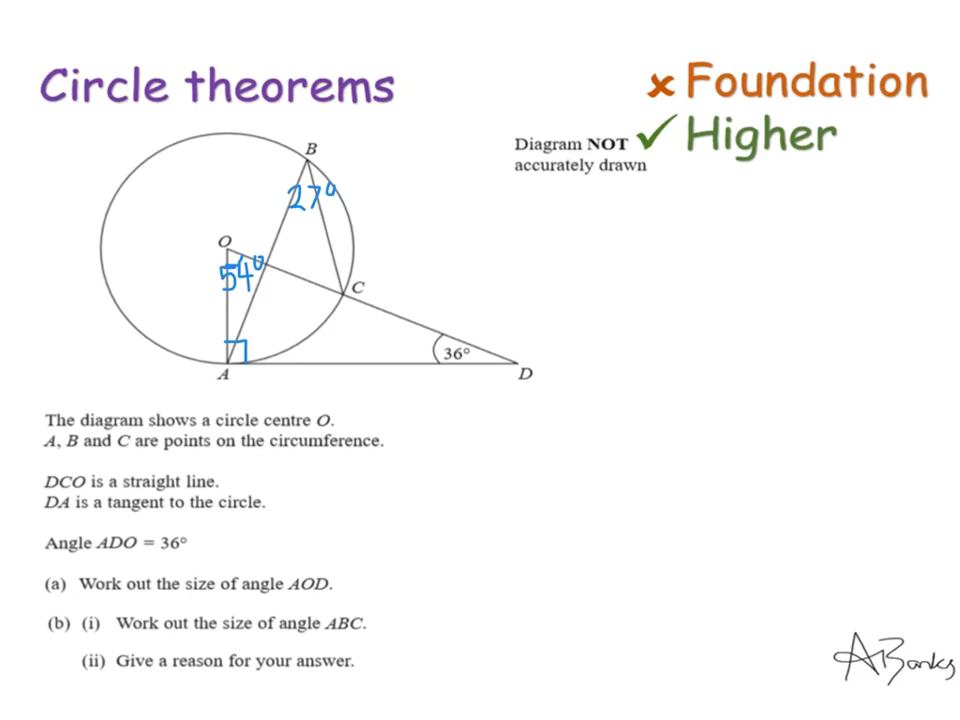 Circle theorems
× Foundation
✓ Higher
Diagram NOT
accurately drawn
B
27°
O
54°
C
36°
A
D
The diagram shows a circle centre O.
A, B and C are points on the circumference.
DCO is a straight line.
DA is a tangent to the circle.
Angle ADO = 36°
(a) Work out the size of angle AOD.
(b) (i) Work out the size of angle ABC.
(ii) Give a reason for your answer.
ABanks